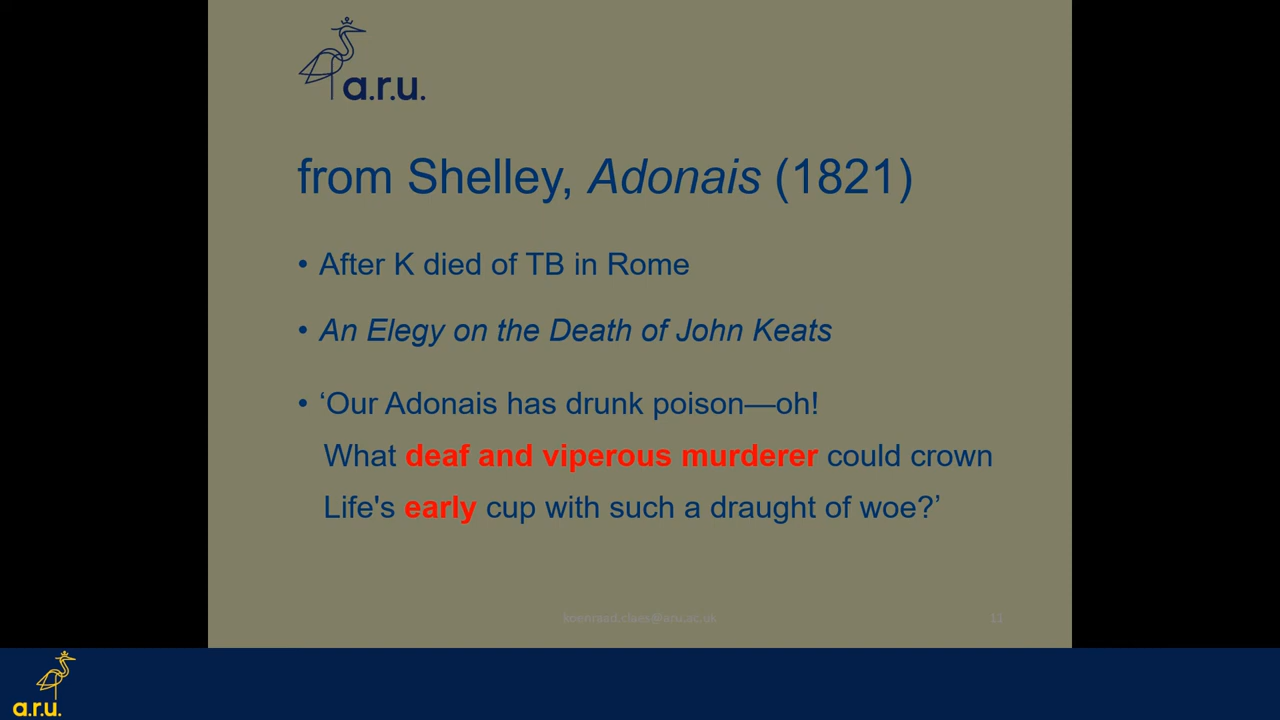 a.r.u.
from Shelley, Adonais (1821)
• After K died of TB in Rome
• An Elegy on the Death of John Keats
• ‘Our Adonais has drunk poison—oh!
What deaf and viperous murderer could crown
Life's early cup with such a draught of woe?’
koenraad.claes@aru.ac.uk
11
a.r.u.